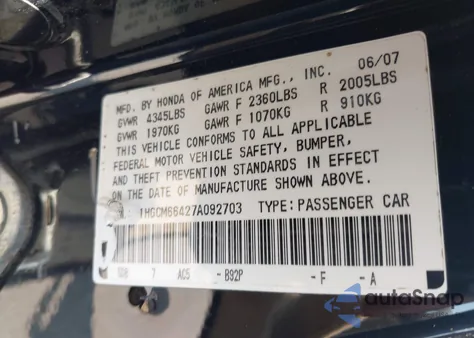 06/07
MFD. BY HONDA OF AMERICA MFG., INC.
GVWR 4345LBS GAWR F 2360LBS R 2005LBS
GVWR 1970KG GAWR F 1070KG R 910KG
THIS VEHICLE CONFORMS TO ALL APPLICABLE
FEDERAL MOTOR VEHICLE SAFETY, BUMPER,
AND THEFT PREVENTION STANDARDS IN EFFECT
ON THE DATE OF MANUFACTURE SHOWN ABOVE.
1HGCM66427A092703 TYPE: PASSENGER CAR
7 AC5 -B92P -F -A
autoSnap